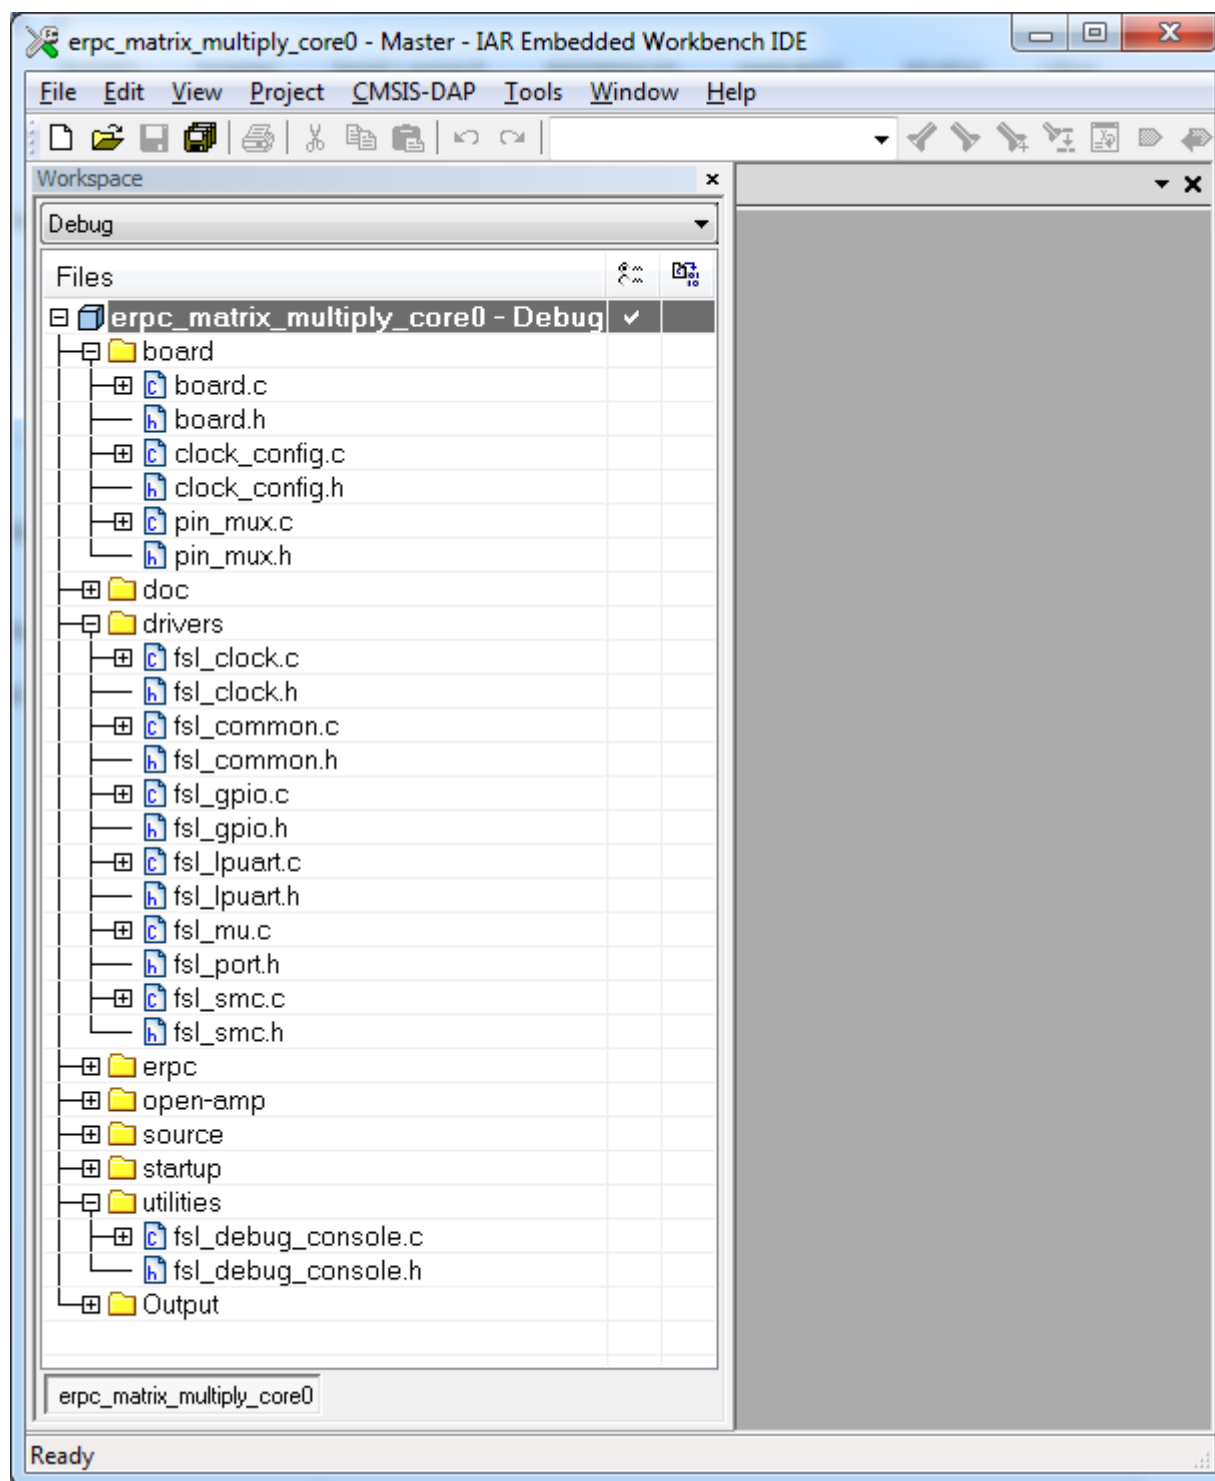 erpc_matrix_multiply_core0 - Master - IAR Embedded Workbench IDE
File Edit View Project CMSIS-DAP Tools Window Help
Workspace
Debug
Files
erpc_matrix_multiply_core0 - Debug
board
board.c
board.h
clock_config.c
clock_config.h
pin_mux.c
pin_mux.h
doc
drivers
fsl_clock.c
fsl_clock.h
fsl_common.c
fsl_common.h
fsl_gpio.c
fsl_gpio.h
fsl_lpuart.c
fsl_lpuart.h
fsl_mu.c
fsl_port.h
fsl_smc.c
fsl_smc.h
erpc
open-amp
source
startup
utilities
fsl_debug_console.c
fsl_debug_console.h
Output
erpc_matrix_multiply_core0
Ready